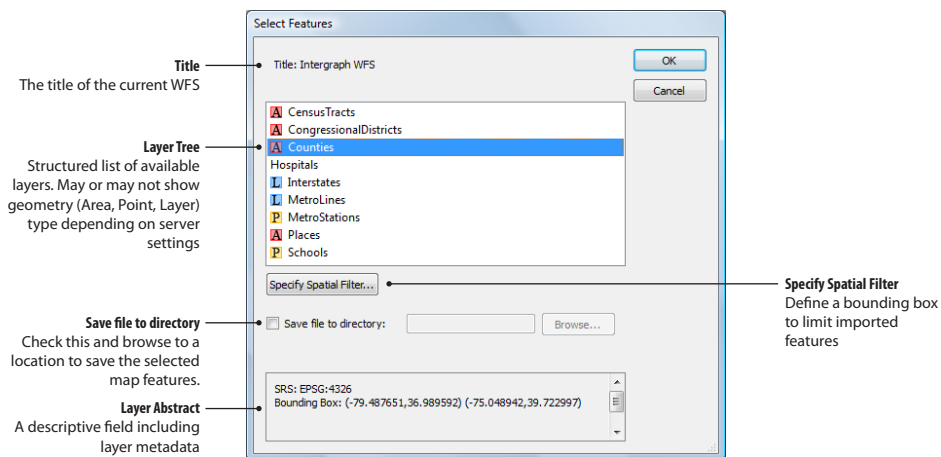 Select Features
Title
The title of the current WFS
Title: Intergraph WFS
OK
Cancel
Layer Tree
Structured list of available
layers. May or may not show
geometry (Area, Point, Layer)
type depending on server
settings
A CensusTracts
A CongressionalDistricts
A Counties
Hospitals
L Interstates
L MetroLines
P MetroStations
A Places
P Schools
Specify Spatial Filter...
Specify Spatial Filter
Define a bounding box
to limit imported
features
Save file to directory
Check this and browse to a
location to save the selected
map features.
Save file to directory:
Browse...
Layer Abstract
A descriptive field including
layer metadata
SRS: EPSG:4326
Bounding Box: (-79.487651,36.989592) (-75.048942,39.722997)